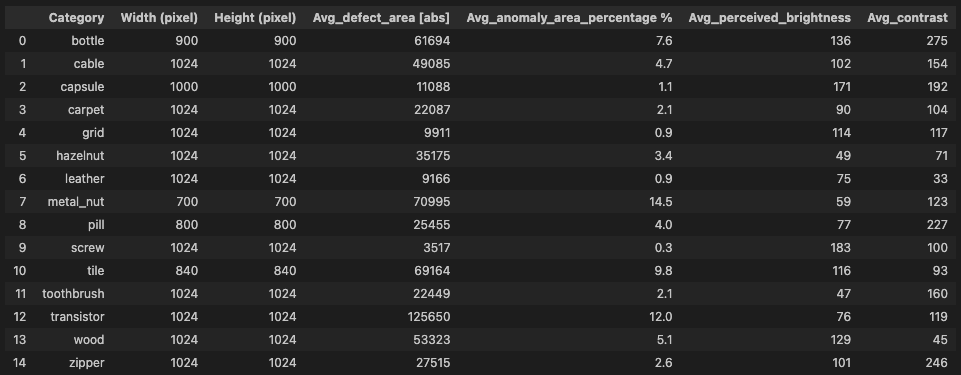 Category Width (pixel) Height (pixel) Avg_defect_area [abs] Avg_anomaly_area_percentage % Avg_perceived_brightness Avg_contrast
0 bottle 900 900 61694 7.6 136 275
1 cable 1024 1024 49085 4.7 102 154
2 capsule 1000 1000 11088 1.1 171 192
3 carpet 1024 1024 22087 2.1 90 104
4 grid 1024 1024 9911 0.9 114 117
5 hazelnut 1024 1024 35175 3.4 49 71
6 leather 1024 1024 9166 0.9 75 33
7 metal_nut 700 700 70995 14.5 59 123
8 pill 800 800 25455 4.0 77 227
9 screw 1024 1024 3517 0.3 183 100
10 tile 840 840 69164 9.8 116 93
11 toothbrush 1024 1024 22449 2.1 47 160
12 transistor 1024 1024 125650 12.0 76 119
13 wood 1024 1024 53323 5.1 129 45
14 zipper 1024 1024 27515 2.6 101 246